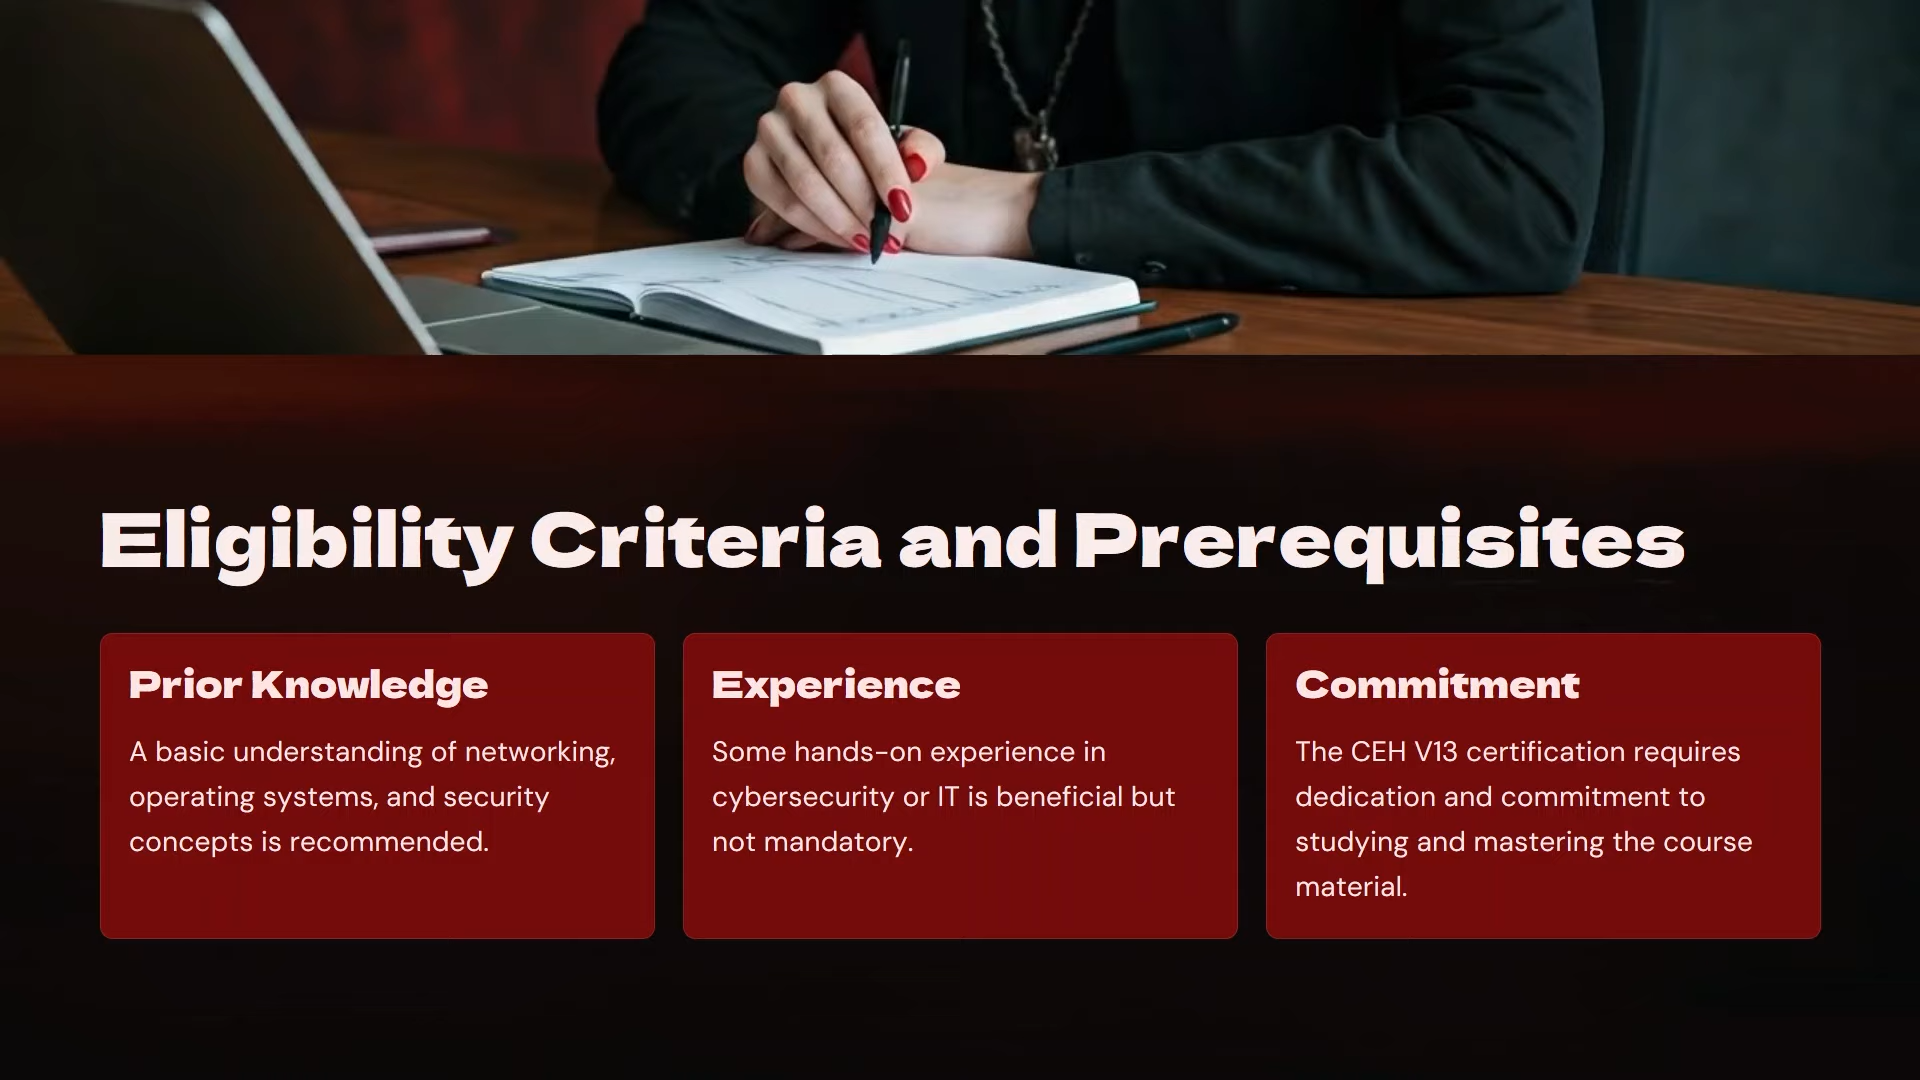 Eligibility Criteria and Prerequisites
Prior Knowledge
A basic understanding of networking,
operating systems, and security
concepts is recommended.
Experience
Some hands-on experience in
cybersecurity or IT is beneficial but
not mandatory.
Commitment
The CEH V13 certification requires
dedication and commitment to
studying and mastering the course
material.